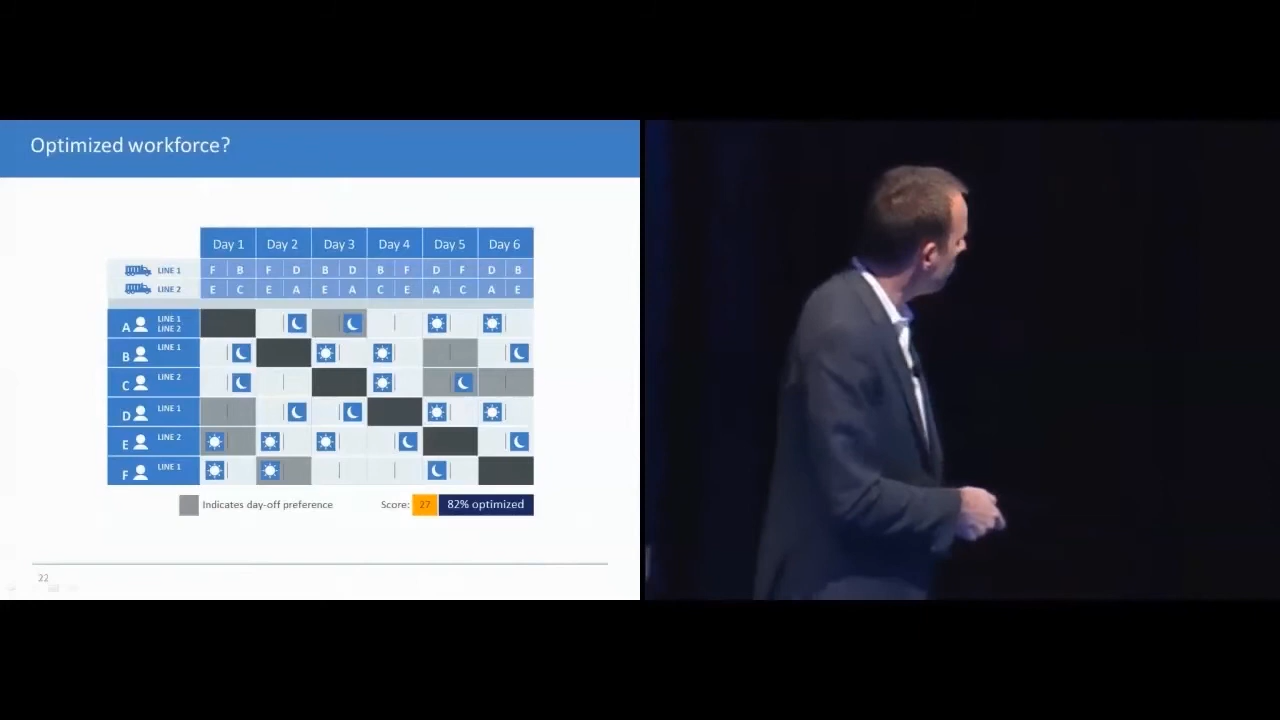 Optimized workforce?
Day 1 Day 2 Day 3 Day 4 Day 5 Day 6
LINE 1 F B F D B D B F D F D B
LINE 2 E C E A E A C E A C A E
A LINE 1
LINE 2
B LINE 1
C LINE 2
D LINE 1
E LINE 2
F LINE 1
Indicates day-off preference Score: 27 82% optimized
22